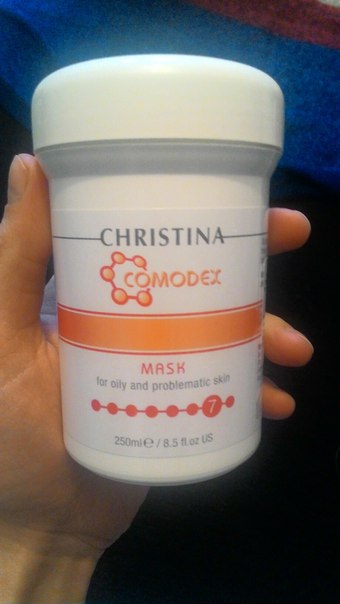 CHRISTINA
COMODEX
MASK
for oily and problematic skin
7
250ml e / 8.5 fl.oz US